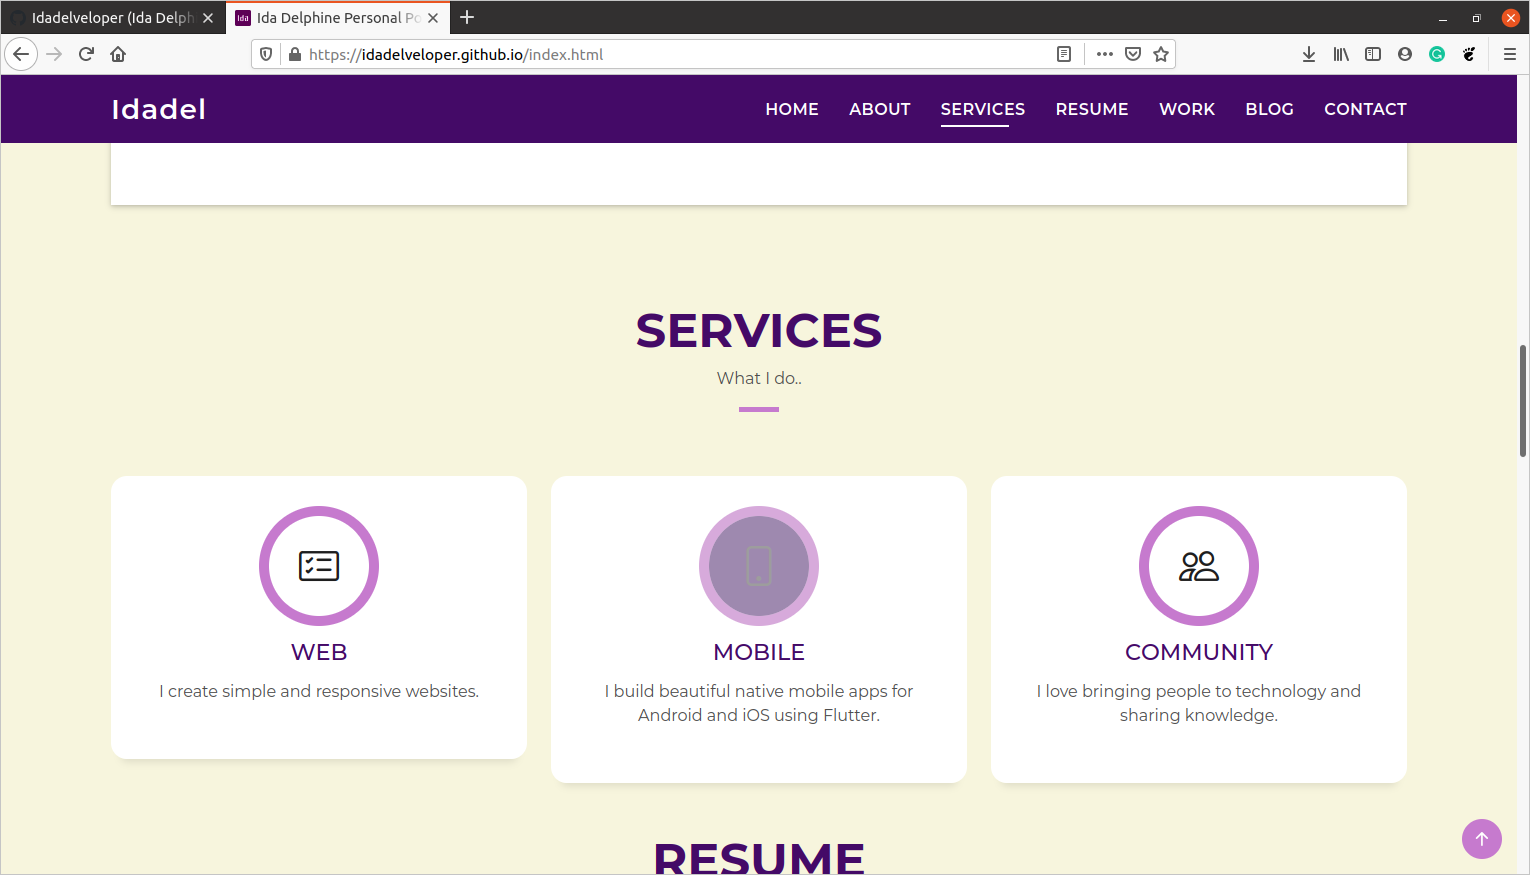 Idadelveloper (Ida Delph
Ida Delphine Personal Po
https://idadelveloper.github.io/index.html
Idadel
HOME ABOUT SERVICES RESUME WORK BLOG CONTACT
SERVICES
What I do..
WEB
I create simple and responsive websites.
MOBILE
I build beautiful native mobile apps for
Android and iOS using Flutter.
COMMUNITY
I love bringing people to technology and
sharing knowledge.
RESUME